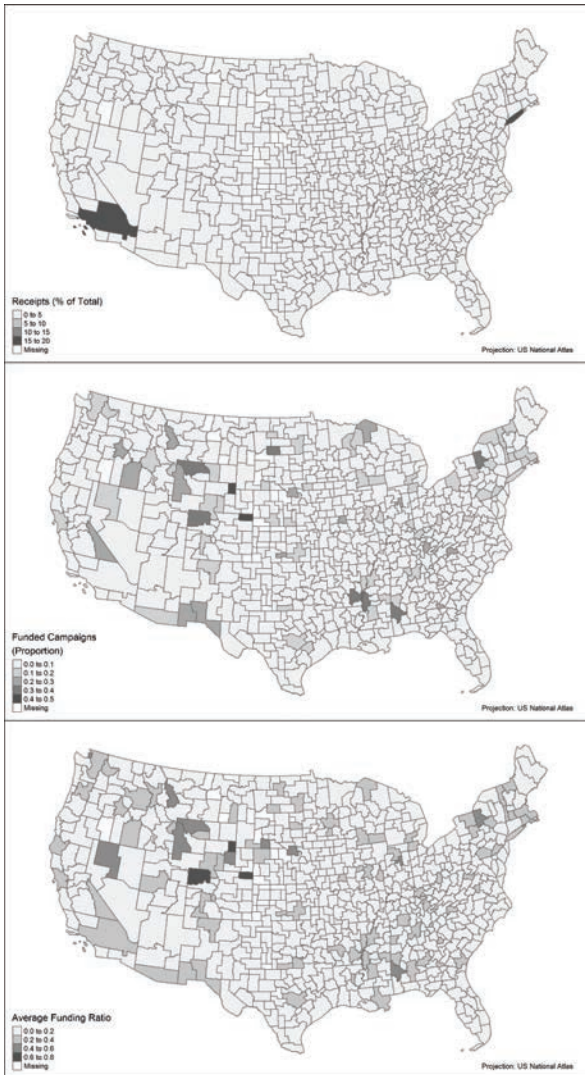 Receipts (% of Total)
0 to 5
5 to 10
10 to 15
15 to 20
Missing
Projection: US National Atlas
Funded Campaigns
(Proportion)
0.0 to 0.1
0.1 to 0.2
0.2 to 0.3
0.3 to 0.4
0.4 to 0.5
Missing
Projection: US National Atlas
Average Funding Ratio
0.0 to 0.2
0.2 to 0.4
0.4 to 0.6
0.6 to 0.8
Missing
Projection: US National Atlas